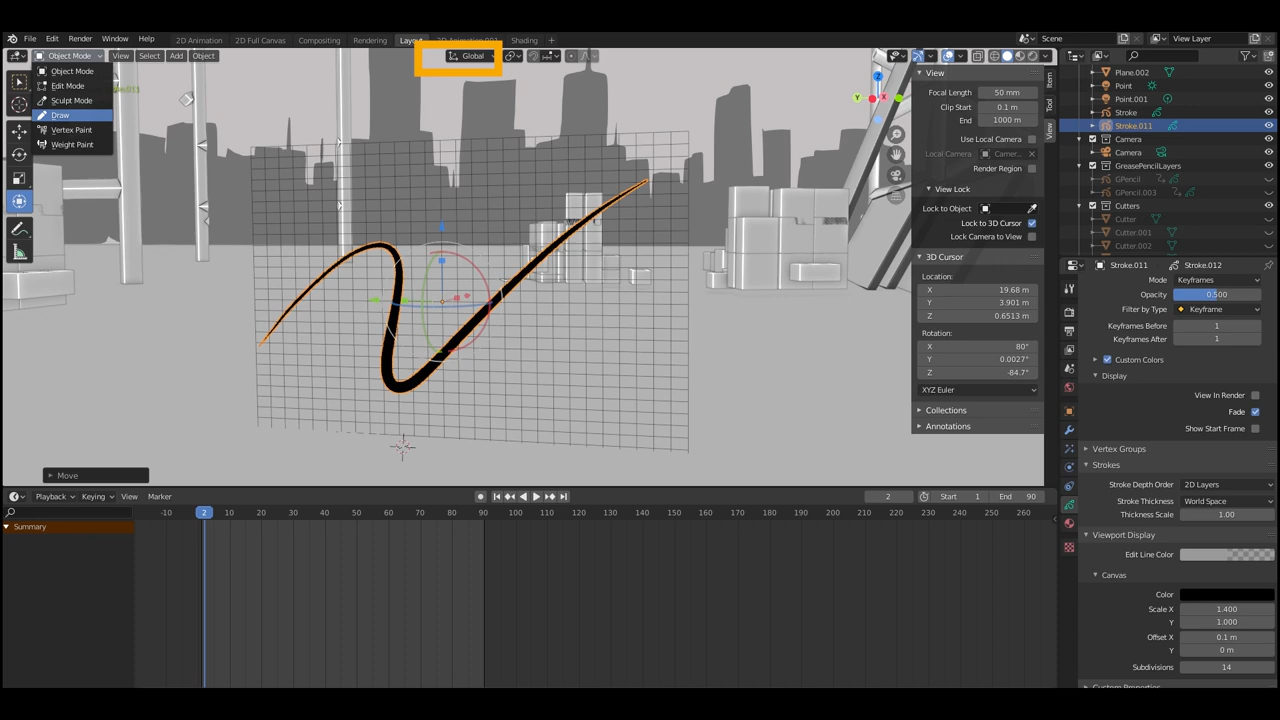 File Edit Render Window Help 2D Animation 2D Full Canvas Compositing Rendering Layout Shading + Scene View Layer
Object Mode View Select Add Object Global
Object Mode
Edit Mode
Sculpt Mode
Draw
Vertex Paint
Weight Paint
Z
Y
X
View
Focal Length 50 mm
Clip Start 0.1 m
End 1000 m
Use Local Camera
Local Camera Camer...
Render Region
View Lock
Lock to Object
Lock to 3D Cursor
Lock Camera to View
3D Cursor
Location:
X 19.68 m
Y 3.901 m
Z 0.6513 m
Rotation:
X 80°
Y 0.0027°
Z -84.7°
XYZ Euler
Collections
Annotations
Item
Tool
View
Plane.002
Point
Point.001
Stroke
Stroke.011
Camera
Camera
GreasePencilLayers
GPencil
GPencil.003
Cutters
Cutter
Cutter.001
Cutter.002
Stroke.011 Stroke.012
Mode Keyframes
Opacity 0.500
Filter by Type Keyframe
Keyframes Before 1
Keyframes After 1
Custom Colors
Display
View In Render
Fade
Show Start Frame
Vertex Groups
Strokes
Stroke Depth Order 2D Layers
Stroke Thickness World Space
Thickness Scale 1.00
Viewport Display
Edit Line Color
Canvas
Color
Scale X 1.400
Y 1.000
Offset X 0.1 m
Y 0 m
Subdivisions 14
Move
Playback Keying View Marker 2 Start 1 End 90
-10 2 10 20 30 40 50 60 70 80 90 100 110 120 130 140 150 160 170 180 190 200 210 220 230 240 250 260
Summary